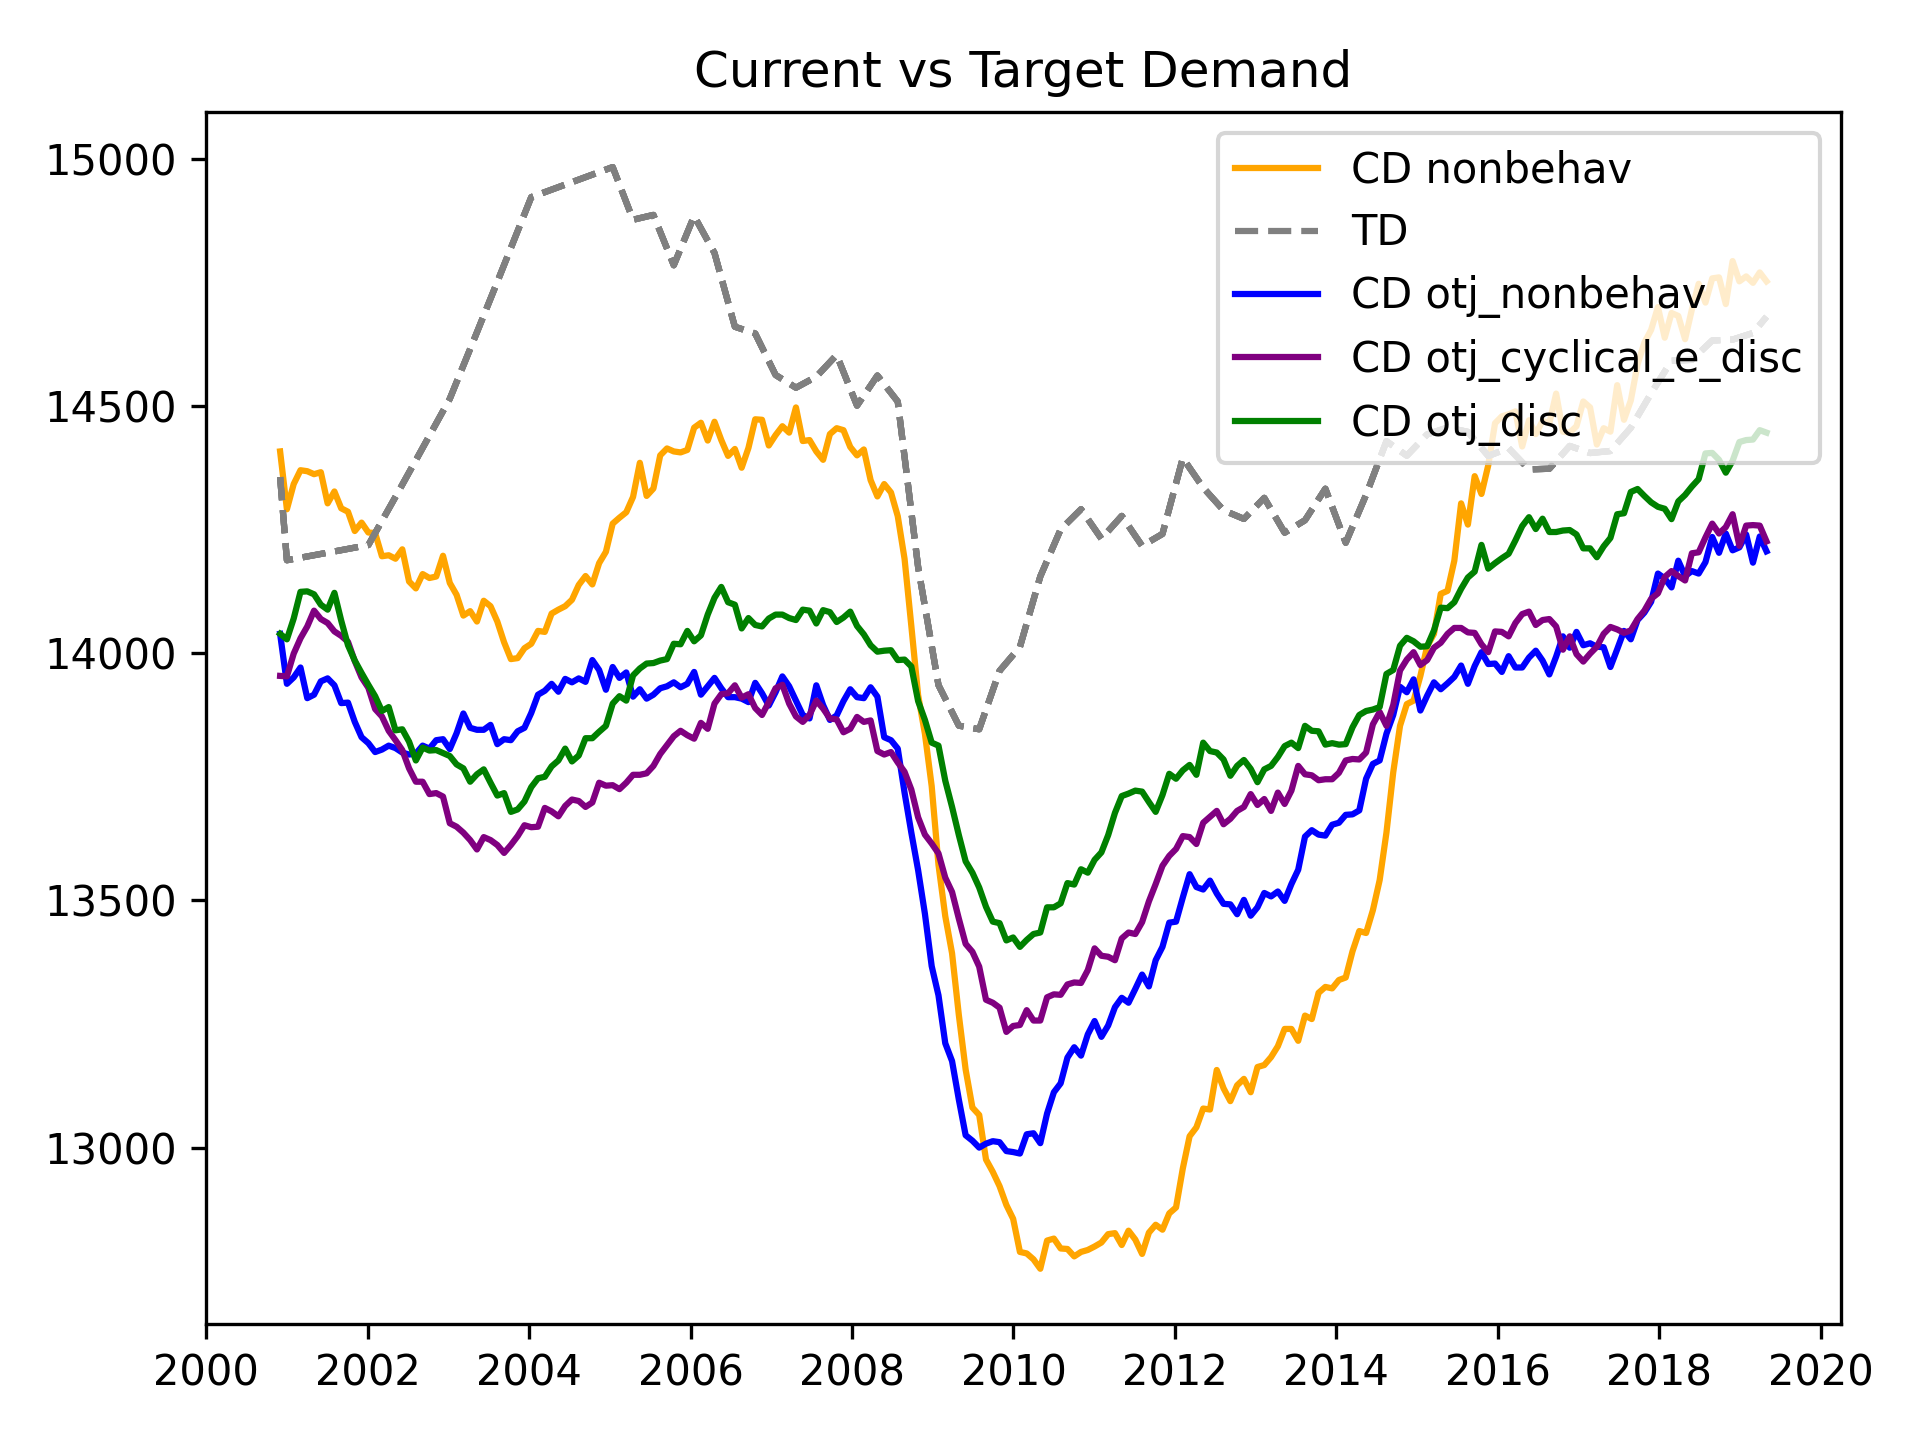 Current vs Target Demand
15000
14500
14000
13500
13000
CD nonbehav
TD
CD otj_nonbehav
CD otj_cyclical_e_disc
CD otj_disc
2000 2002 2004 2006 2008 2010 2012 2014 2016 2018 2020